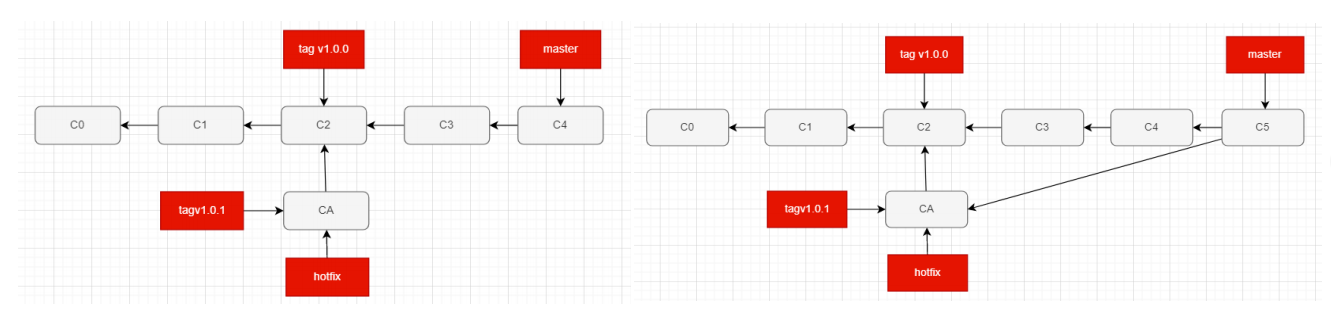 tag v1.0.0
master
C0
C1
C2
C3
C4
tagv1.0.1
CA
hotfix
tag v1.0.0
master
C0
C1
C2
C3
C4
C5
tagv1.0.1
CA
hotfix